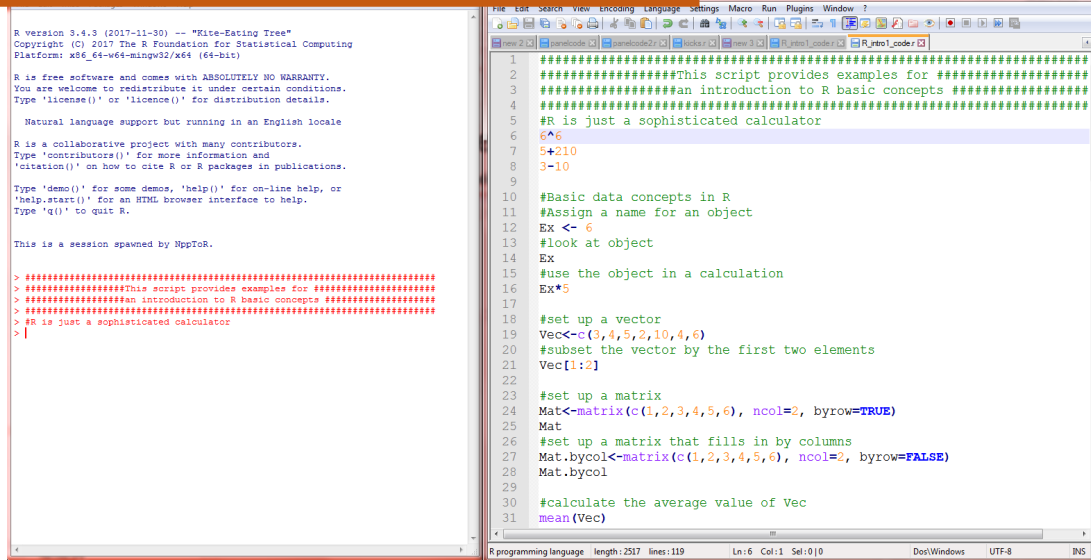 R version 3.4.3 (2017-11-30) -- "Kite-Eating Tree"
Copyright (C) 2017 The R Foundation for Statistical Computing
Platform: x86_64-w64-mingw32/x64 (64-bit)
R is free software and comes with ABSOLUTELY NO WARRANTY.
You are welcome to redistribute it under certain conditions.
Type 'license()' or 'licence()' for distribution details.
Natural language support but running in an English locale
R is a collaborative project with many contributors.
Type 'contributors()' for more information and
'citation()' on how to cite R or R packages in publications.
Type 'demo()' for some demos, 'help()' for on-line help, or
'help.start()' for an HTML browser interface to help.
Type 'q()' to quit R.
This is a session spawned by NppToR.
> ##########################################################################
> ##################This script provides examples for ######################
> ##################an introduction to R basic concepts ####################
> ##########################################################################
> #R is just a sophisticated calculator
>
File Edit Search View Encoding Language Settings Macro Run Plugins Window ?
new 2 panelcode panelcode2.r kicks.r new 3 R_intro1_code.r R_intro1_code.r
1 ########################################################################
2 ##################This script provides examples for ####################
3 ##################an introduction to R basic concepts ##################
4 ########################################################################
5 #R is just a sophisticated calculator
6 6^6
7 5+210
8 3-10
9
10 #Basic data concepts in R
11 #Assign a name for an object
12 Ex <- 6
13 #look at object
14 Ex
15 #use the object in a calculation
16 Ex*5
17
18 #set up a vector
19 Vec<-c(3,4,5,2,10,4,6)
20 #subset the vector by the first two elements
21 Vec[1:2]
22
23 #set up a matrix
24 Mat<-matrix(c(1,2,3,4,5,6), ncol=2, byrow=TRUE)
25 Mat
26 #set up a matrix that fills in by columns
27 Mat.bycol<-matrix(c(1,2,3,4,5,6), ncol=2, byrow=FALSE)
28 Mat.bycol
29
30 #calculate the average value of Vec
31 mean(Vec)
R programming language length : 2517 lines : 119 Ln : 6 Col : 1 Sel : 0 | 0 Dos\Windows UTF-8 INS